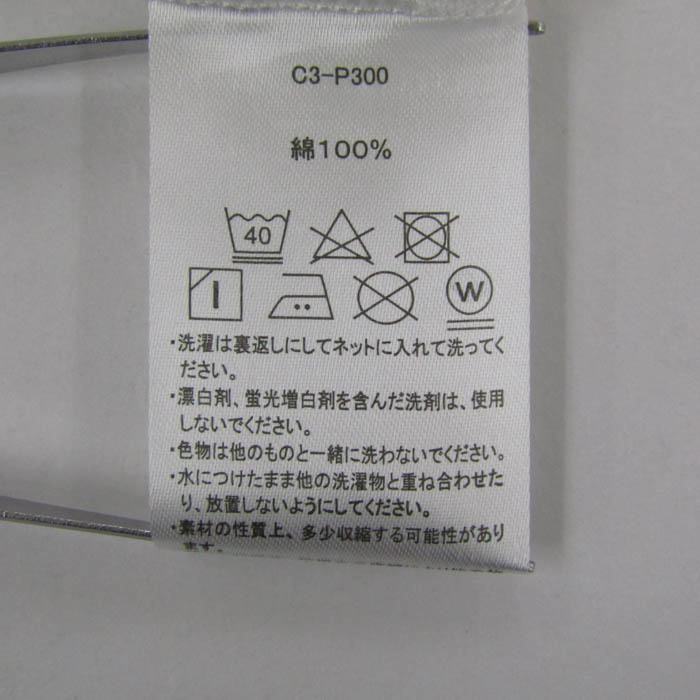 C3-P300
綿100%
40
W
・洗濯は裏返しにしてネットに入れて洗ってく
ださい。
・漂白剤、蛍光増白剤を含んだ洗剤は、使用
しないでください。
・色物は他のものと一緒に洗わないでください。
・水につけたまま他の洗濯物と重ね合わせた
り、放置しないようにしてください。
・素材の性質上、多少収縮する可能性があり
ます。